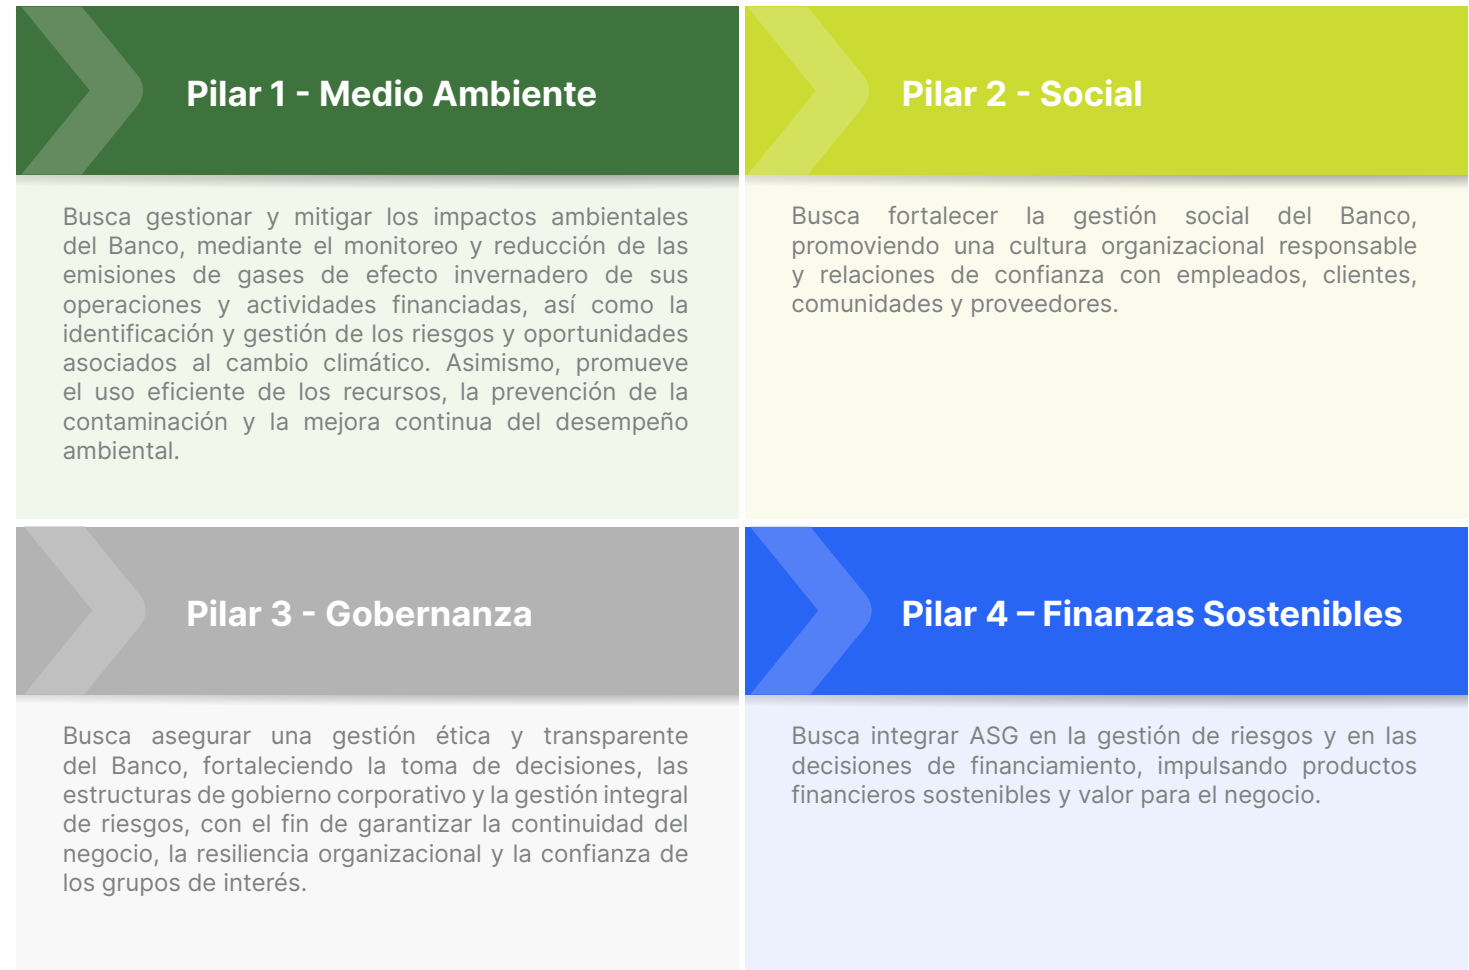 Pilar 1 - Medio Ambiente
Busca gestionar y mitigar los impactos ambientales
del Banco, mediante el monitoreo y reducción de las
emisiones de gases de efecto invernadero de sus
operaciones y actividades financiadas, así como la
identificación y gestión de los riesgos y oportunidades
asociados al cambio climático. Asimismo, promueve
el uso eficiente de los recursos, la prevención de la
contaminación y la mejora continua del desempeño
ambiental.
Pilar 2 - Social
Busca fortalecer la gestión social del Banco,
promoviendo una cultura organizacional responsable
y relaciones de confianza con empleados, clientes,
comunidades y proveedores.
Pilar 3 - Gobernanza
Busca asegurar una gestión ética y transparente
del Banco, fortaleciendo la toma de decisiones, las
estructuras de gobierno corporativo y la gestión integral
de riesgos, con el fin de garantizar la continuidad del
negocio, la resiliencia organizacional y la confianza de
los grupos de interés.
Pilar 4 – Finanzas Sostenibles
Busca integrar ASG en la gestión de riesgos y en las
decisiones de financiamiento, impulsando productos
financieros sostenibles y valor para el negocio.